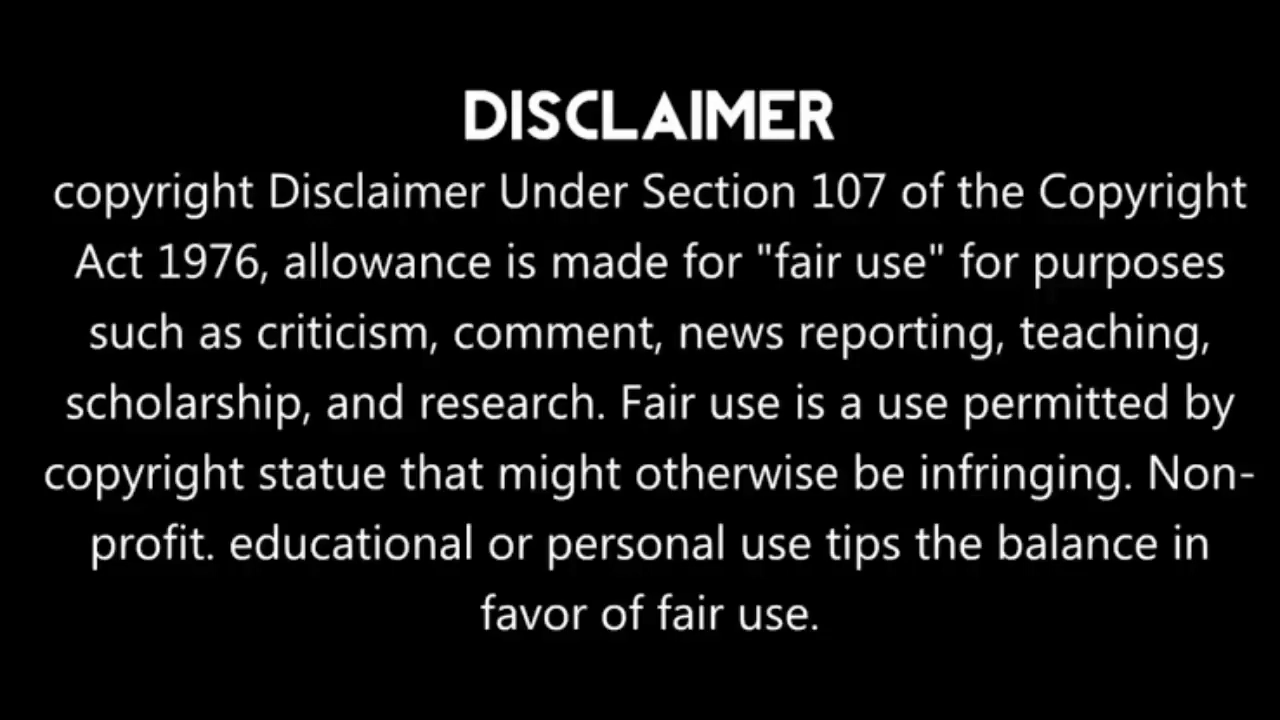 DISCLAIMER
copyright Disclaimer Under Section 107 of the Copyright
Act 1976, allowance is made for "fair use" for purposes
such as criticism, comment, news reporting, teaching,
scholarship, and research. Fair use is a use permitted by
copyright statue that might otherwise be infringing. Non-
profit. educational or personal use tips the balance in
favor of fair use.